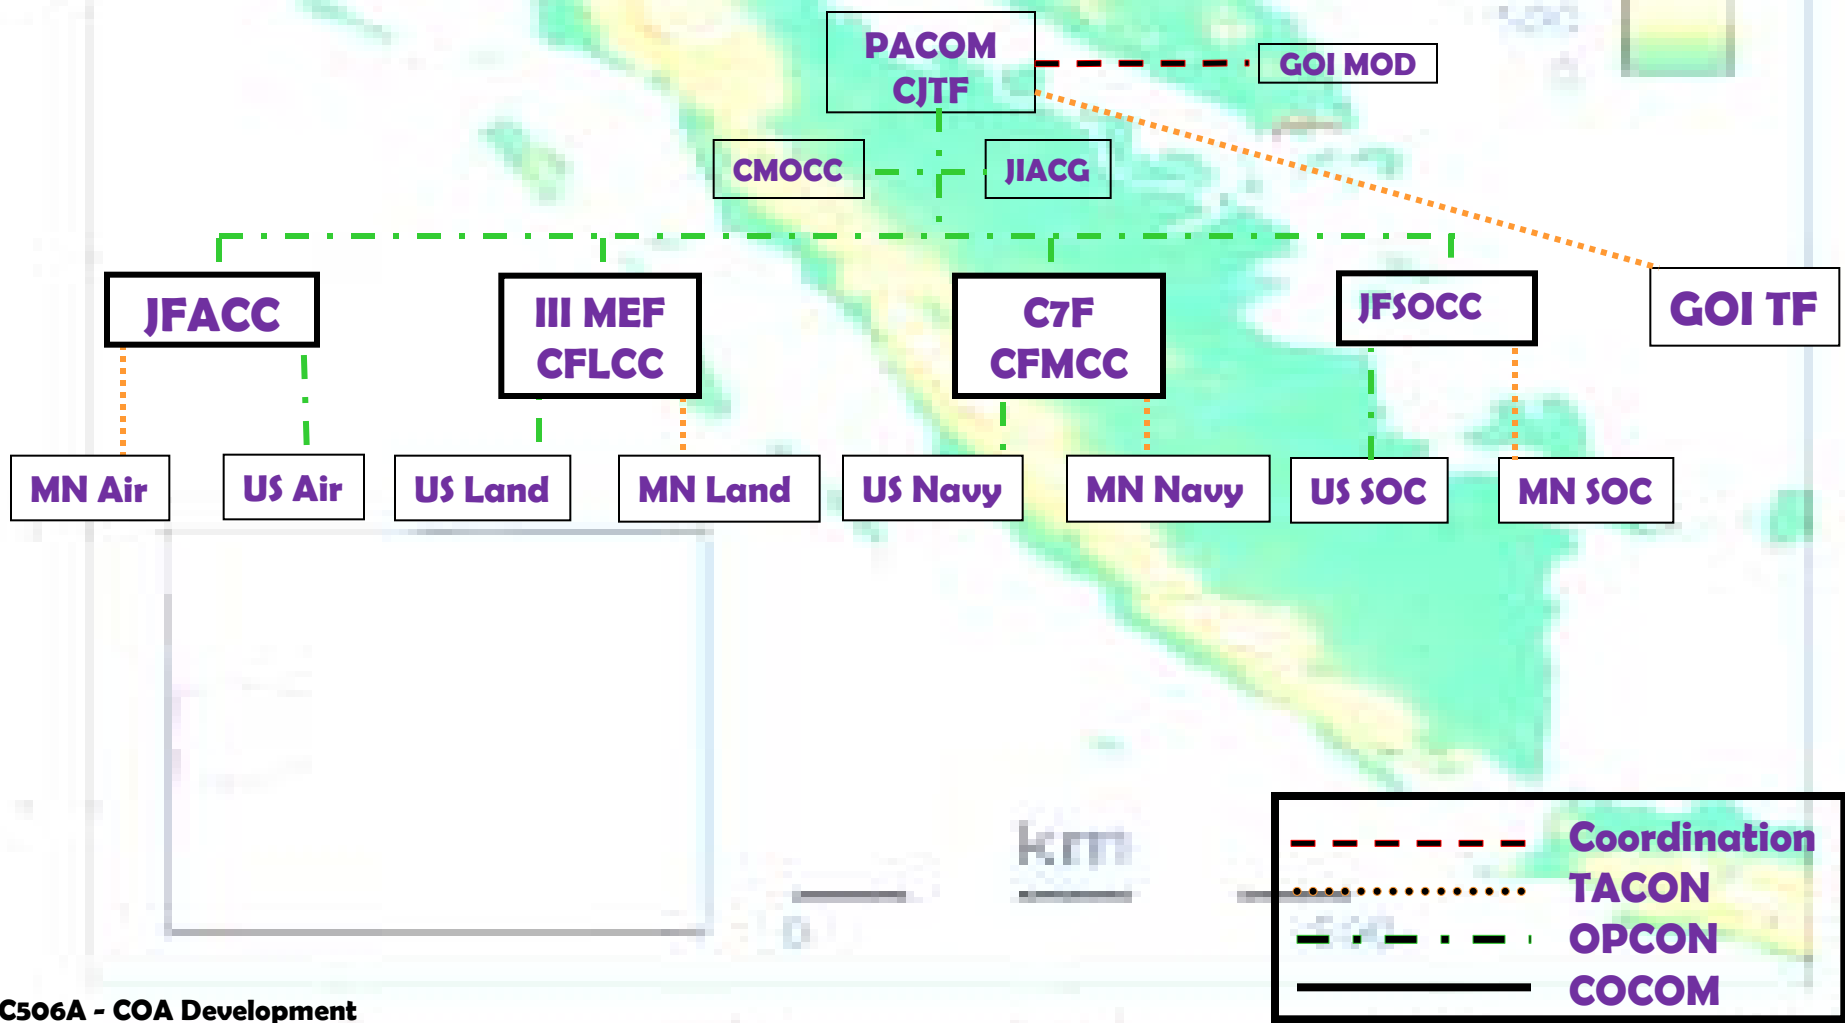 PACOM
CJTF
GOI MOD
CMOCC
JIACG
JFACC
III MEF
CFLCC
C7F
CFMCC
JFSOCC
GOI TF
MN Air
US Air
US Land
MN Land
US Navy
MN Navy
US SOC
MN SOC
km
0
Coordination
TACON
OPCON
COCOM
C506A - COA Development